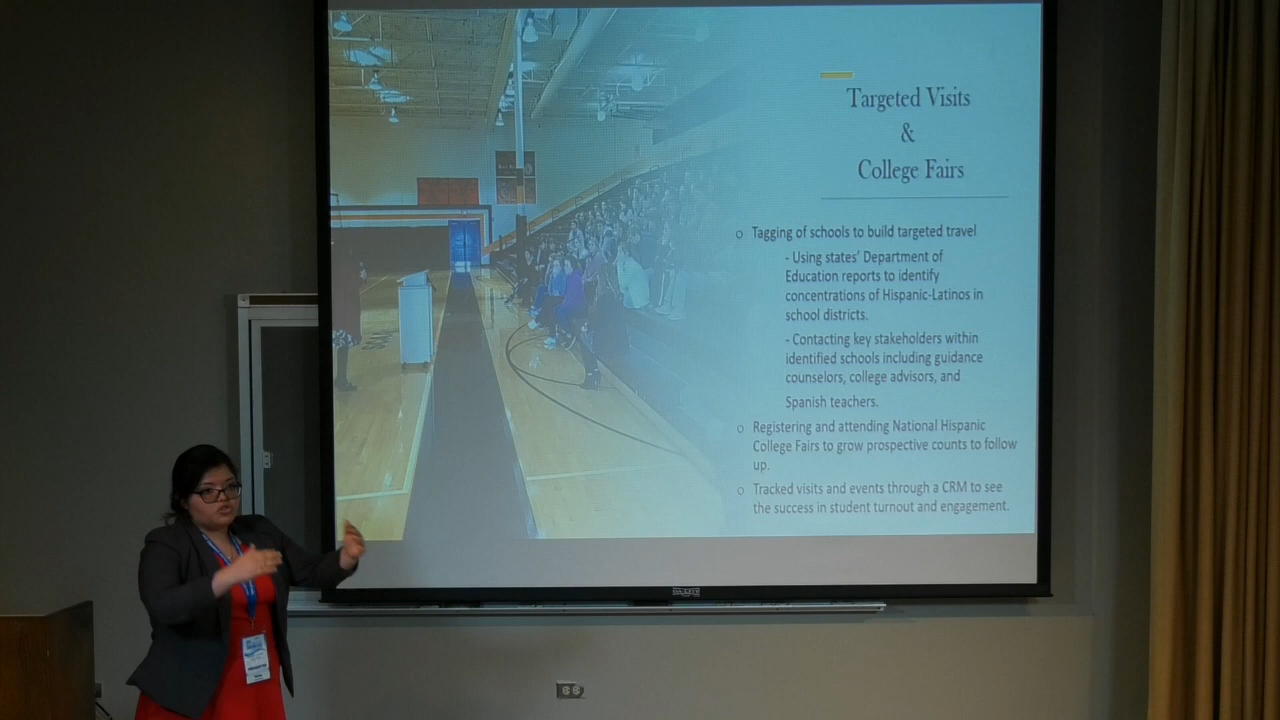 Targeted Visits
&
College Fairs
o Tagging of schools to build targeted travel
- Using states' Department of
Education reports to identify
concentrations of Hispanic-Latinos in
school districts.
- Contacting key stakeholders within
identified schools including guidance
counselors, college advisors, and
Spanish teachers.
o Registering and attending National Hispanic
College Fairs to grow prospective counts to follow
up.
o Tracked visits and events through a CRM to see
the success in student turnout and engagement.
DA-LITE